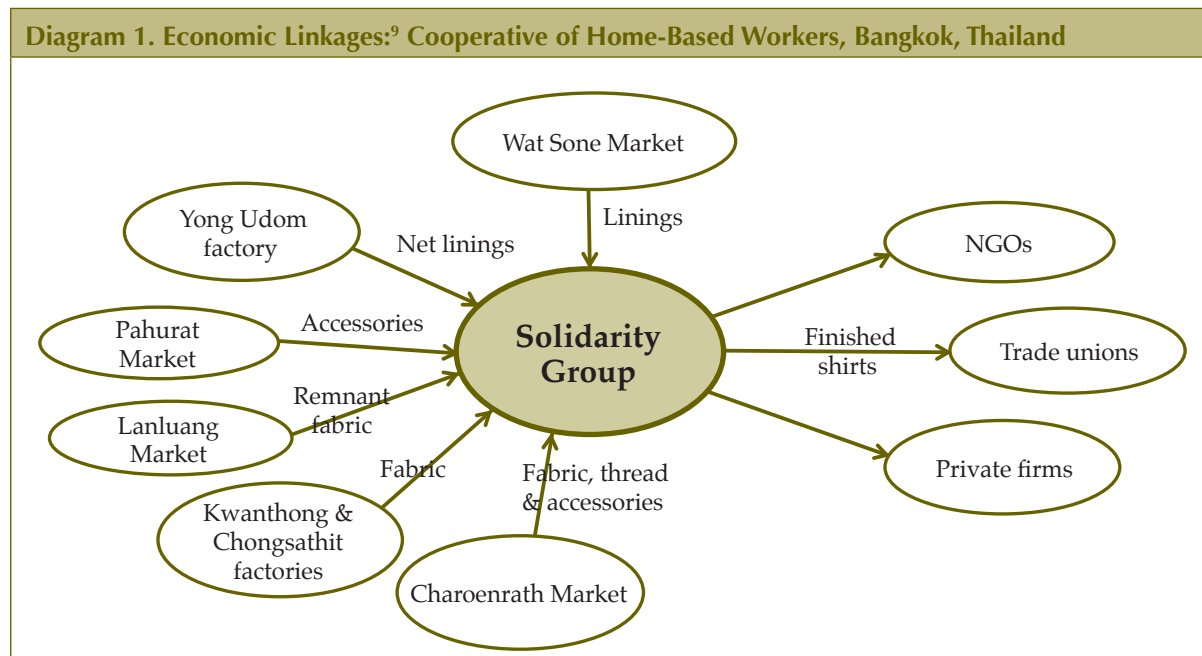 Diagram 1. Economic Linkages:⁹ Cooperative of Home-Based Workers, Bangkok, Thailand
Wat Sone Market
Linings
Yong Udom
factory
Net linings
NGOs
Pahurat
Market
Accessories
Solidarity
Group
Finished
shirts
Trade unions
Lanluang
Market
Remnant
fabric
Kwanthong &
Chongsathit
factories
Fabric
Fabric, thread
& accessories
Charoenrath Market
Private firms